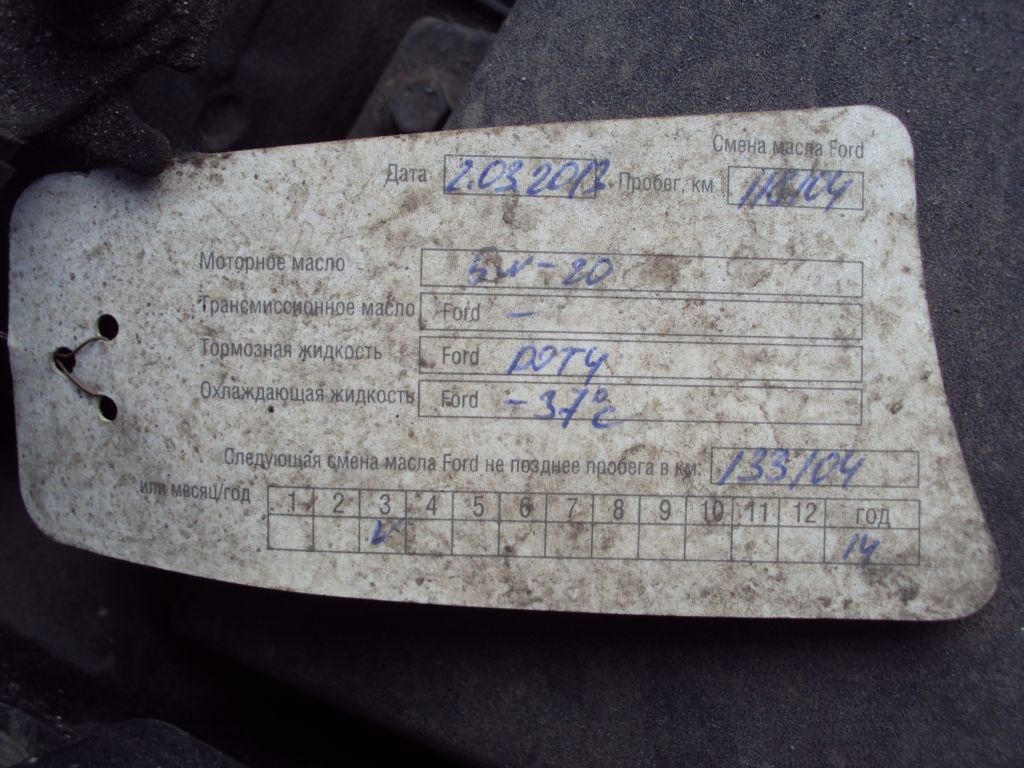 Смена масла Ford
Дата 2.03.2013 Пробег, км 118104
Моторное масло 5W-20
Трансмиссионное масло Ford —
Тормозная жидкость Ford DOT4
Охлаждающая жидкость Ford -37°C
Следующая смена масла Ford не позднее пробега в км: 133104
или месяц/год 1 2 3 4 5 6 7 8 9 10 11 12 год
V 14